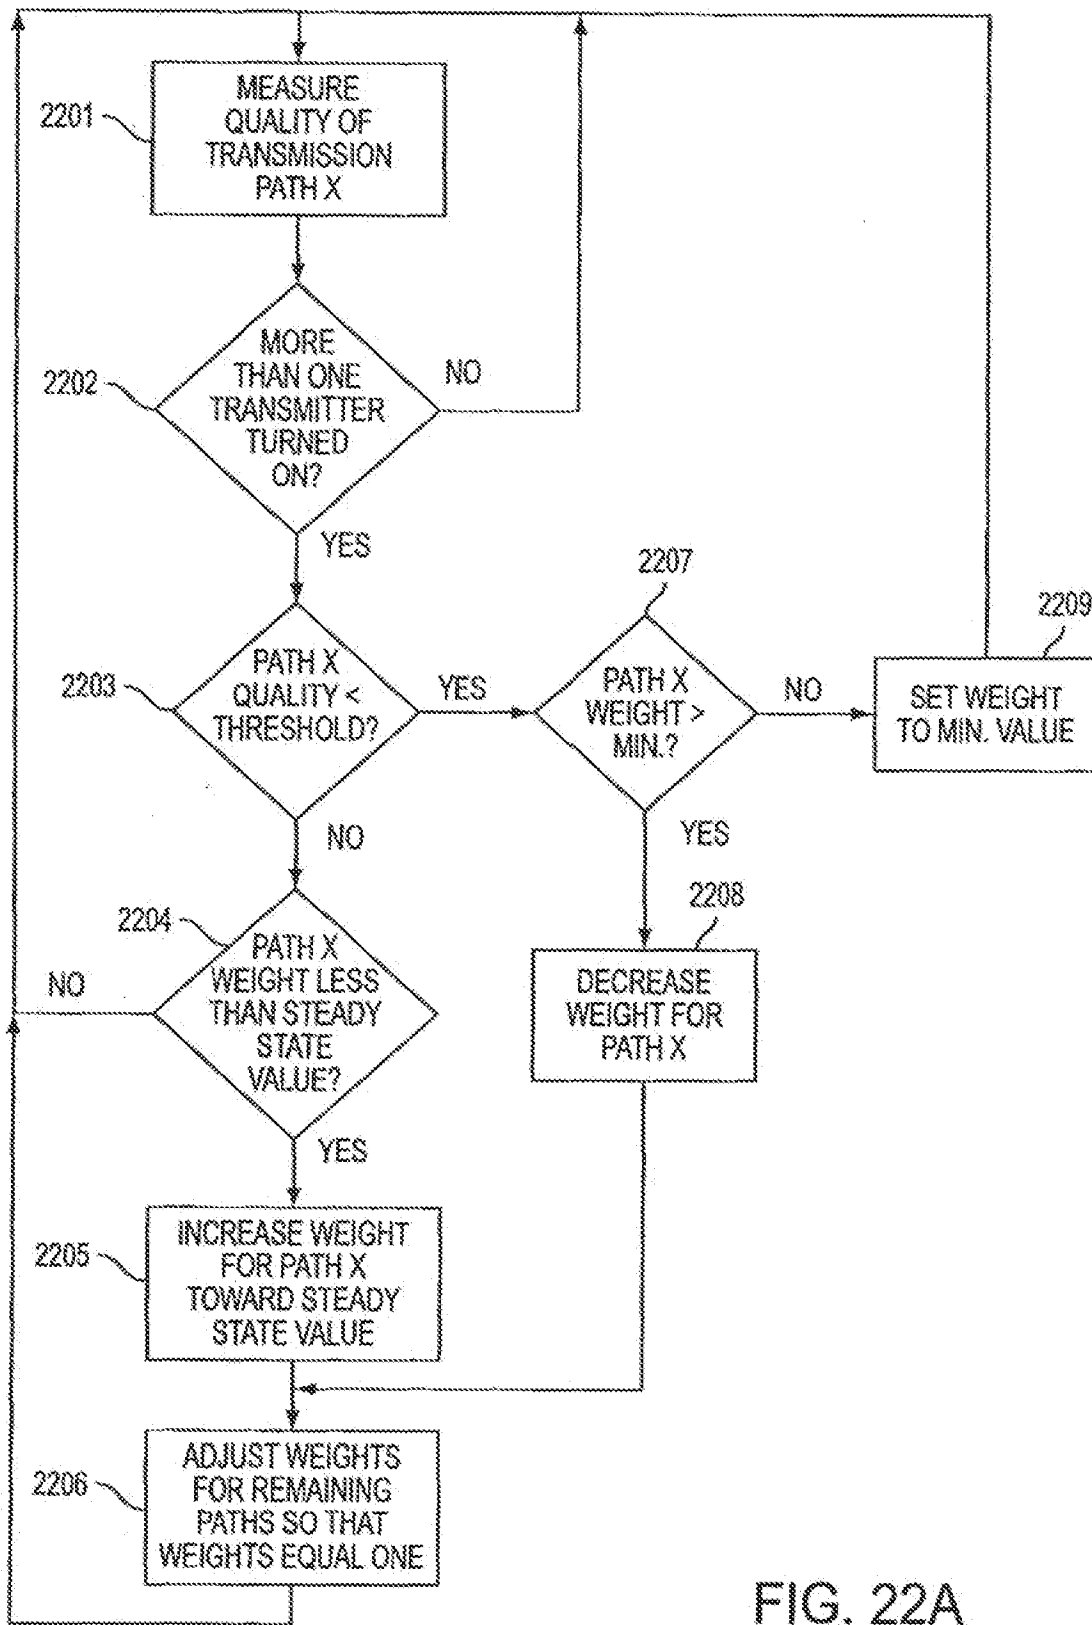 2201
MEASURE
QUALITY OF
TRANSMISSION
PATH X
2202
MORE
THAN ONE
TRANSMITTER
TURNED
ON?
NO
YES
2203
PATH X
QUALITY <
THRESHOLD?
YES
NO
2207
PATH X
WEIGHT >
MIN.?
NO
YES
2209
SET WEIGHT
TO MIN. VALUE
2204
PATH X
WEIGHT LESS
THAN STEADY
STATE
VALUE?
NO
YES
2208
DECREASE
WEIGHT FOR
PATH X
2205
INCREASE WEIGHT
FOR PATH X
TOWARD STEADY
STATE VALUE
2206
ADJUST WEIGHTS
FOR REMAINING
PATHS SO THAT
WEIGHTS EQUAL ONE
FIG. 22A